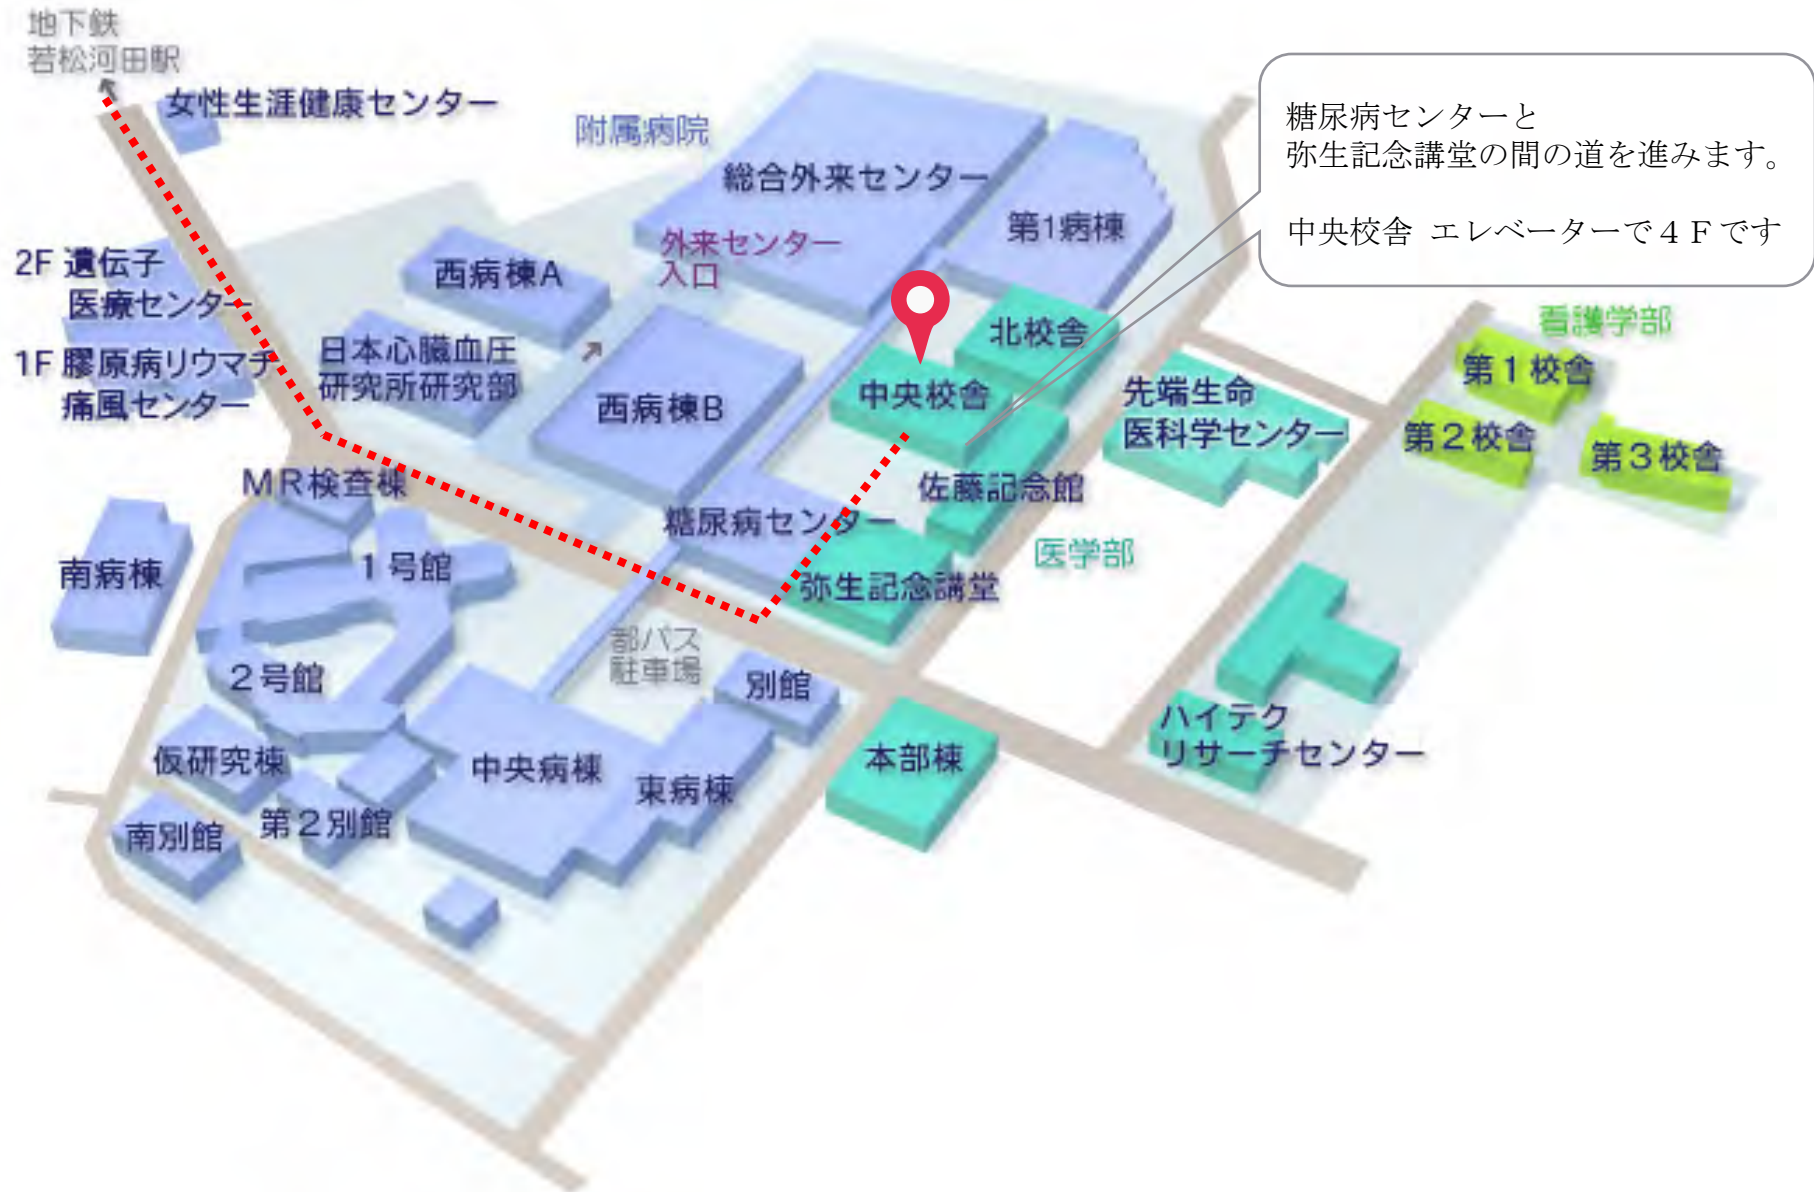 地下鉄
若松河田駅
女性生涯健康センター
附属病院
糖尿病センターと
弥生記念講堂の間の道を進みます。
中央校舎 エレベーターで４Ｆです
総合外来センター
第1病棟
外来センター
入口
西病棟A
2F 遺伝子
医療センター
1F 膠原病リウマチ
痛風センター
日本心臓血圧
研究所研究部
西病棟B
北校舎
中央校舎
先端生命
医科学センター
看護学部
第１校舎
第２校舎
第３校舎
MR検査棟
糖尿病センター
佐藤記念館
医学部
南病棟
１号館
弥生記念講堂
都バス
駐車場
２号館
別館
仮研究棟
中央病棟
本部棟
ハイテク
リサーチセンター
東病棟
第２別館
南別館